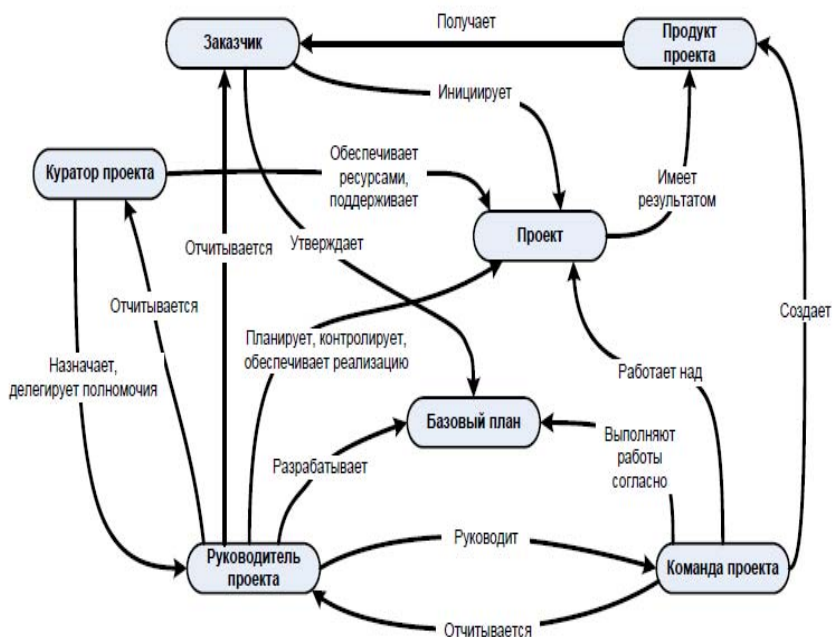 Получает
Заказчик
Продукт
проекта
Инициирует
Куратор проекта
Обеспечивает
ресурсами,
поддерживает
Имеет
результатом
Проект
Отчитывается
Утверждает
Отчитывается
Создает
Планирует, контролирует,
обеспечивает реализацию
Назначает,
делегирует полномочия
Работает над
Базовый план
Выполняют
работы
согласно
Разрабатывает
Руководит
Руководитель
проекта
Команда проекта
Отчитывается